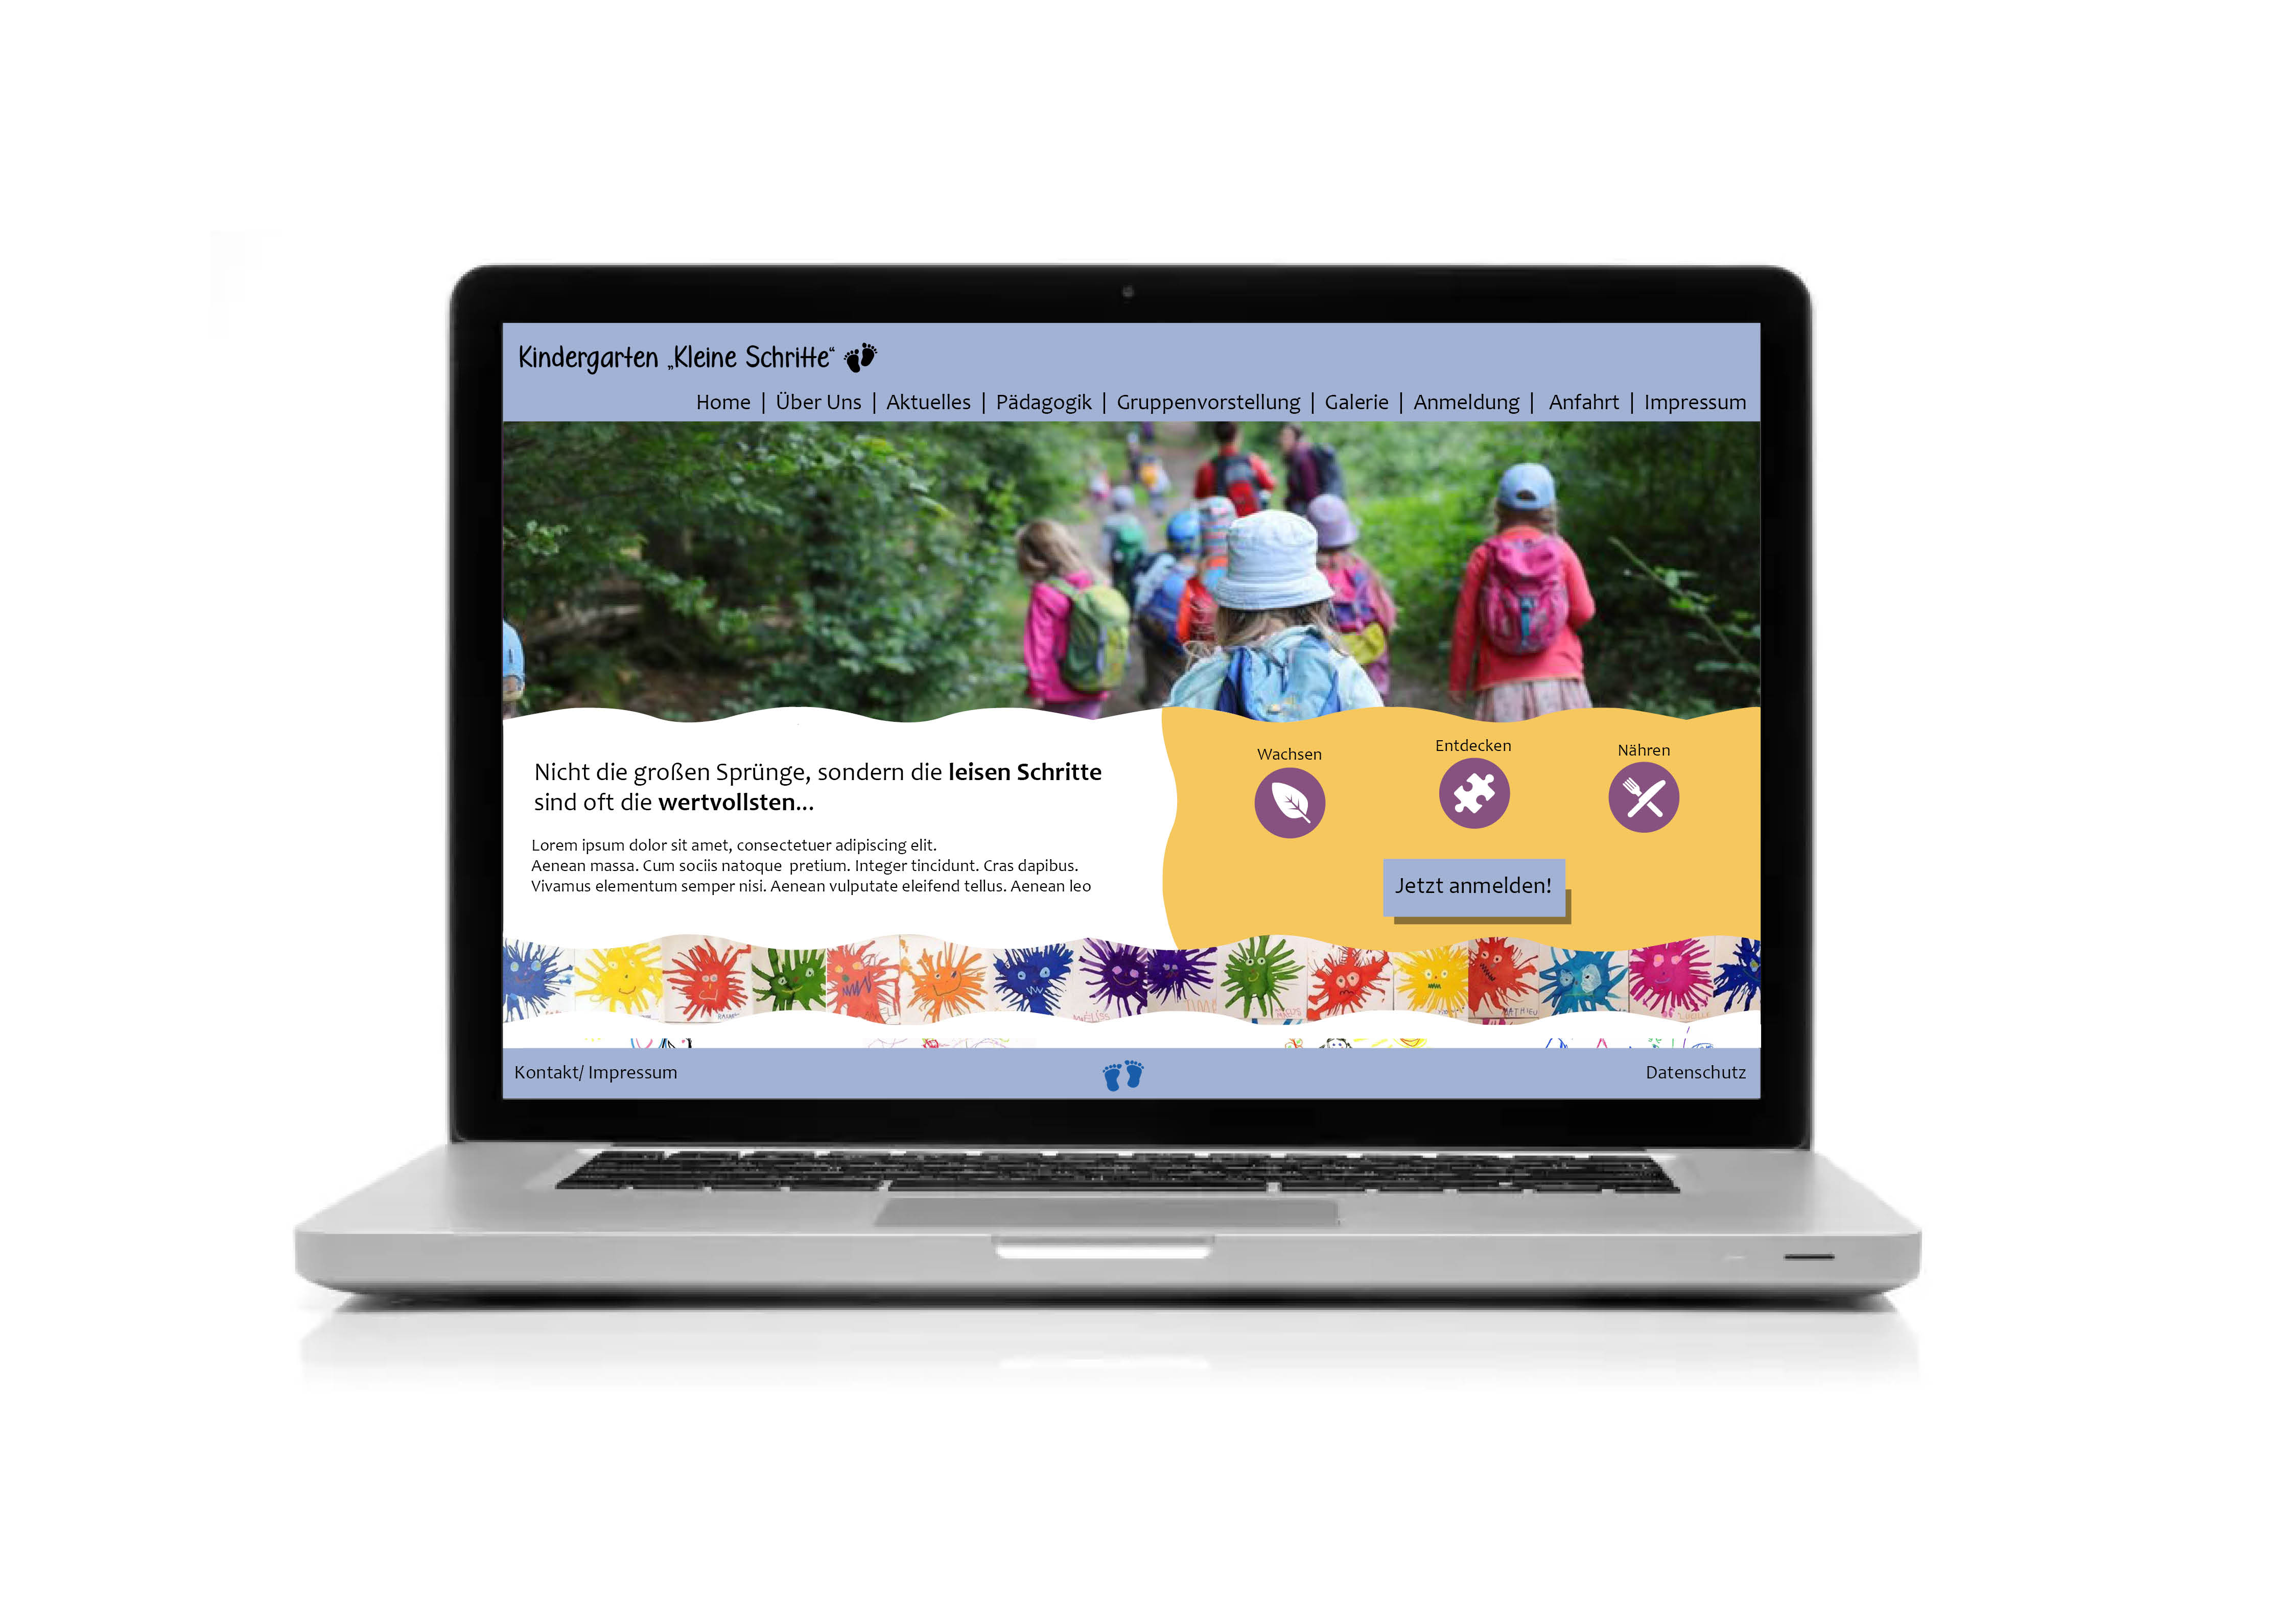 Kindergarten „Kleine Schritte“
Home | Über Uns | Aktuelles | Pädagogik | Gruppenvorstellung | Galerie | Anmeldung | Anfahrt | Impressum
Nicht die großen Sprünge, sondern die leisen Schritte
sind oft die wertvollsten...
Lorem ipsum dolor sit amet, consectetuer adipiscing elit.
Aenean massa. Cum sociis natoque pretium. Integer tincidunt. Cras dapibus.
Vivamus elementum semper nisi. Aenean vulputate eleifend tellus. Aenean leo
Wachsen
Entdecken
Nähren
Jetzt anmelden!
MATHIEU
Kontakt/ Impressum
Datenschutz